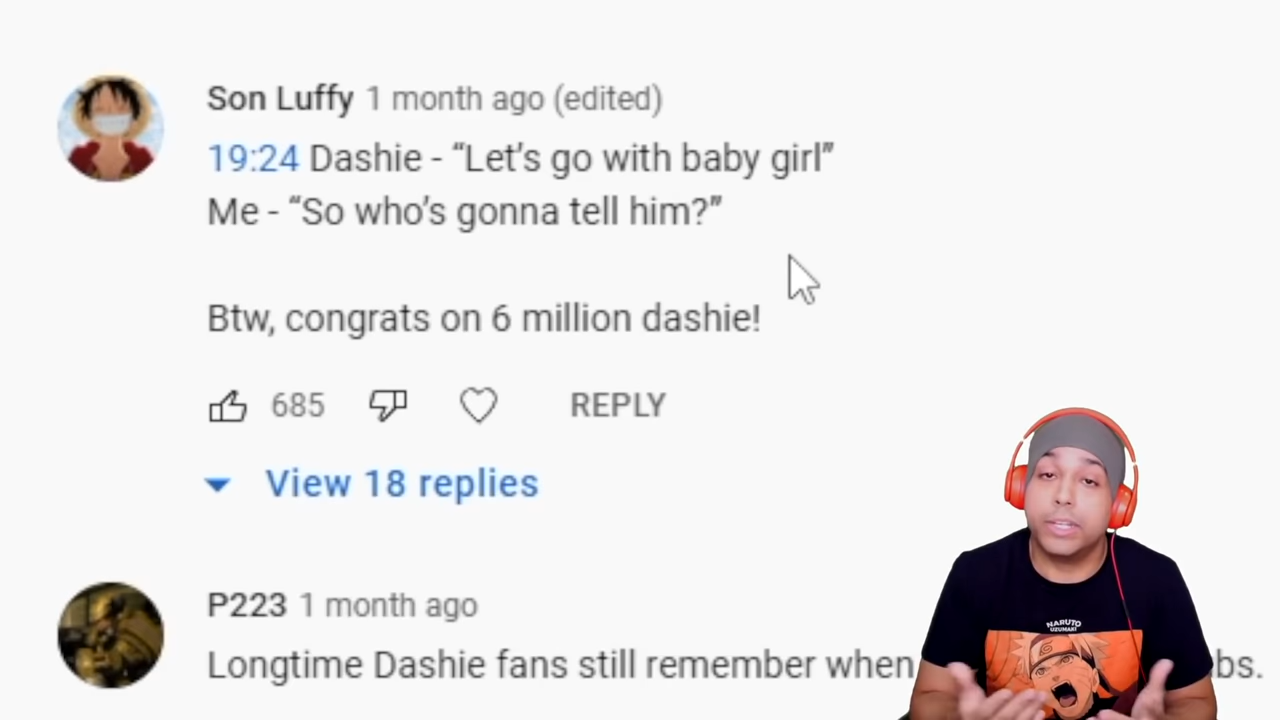 Son Luffy 1 month ago (edited)
19:24 Dashie - “Let’s go with baby girl”
Me - “So who’s gonna tell him?”
Btw, congrats on 6 million dashie!
685 REPLY
View 18 replies
P223 1 month ago
Longtime Dashie fans still remember when
NARUTO
UZUMAKI